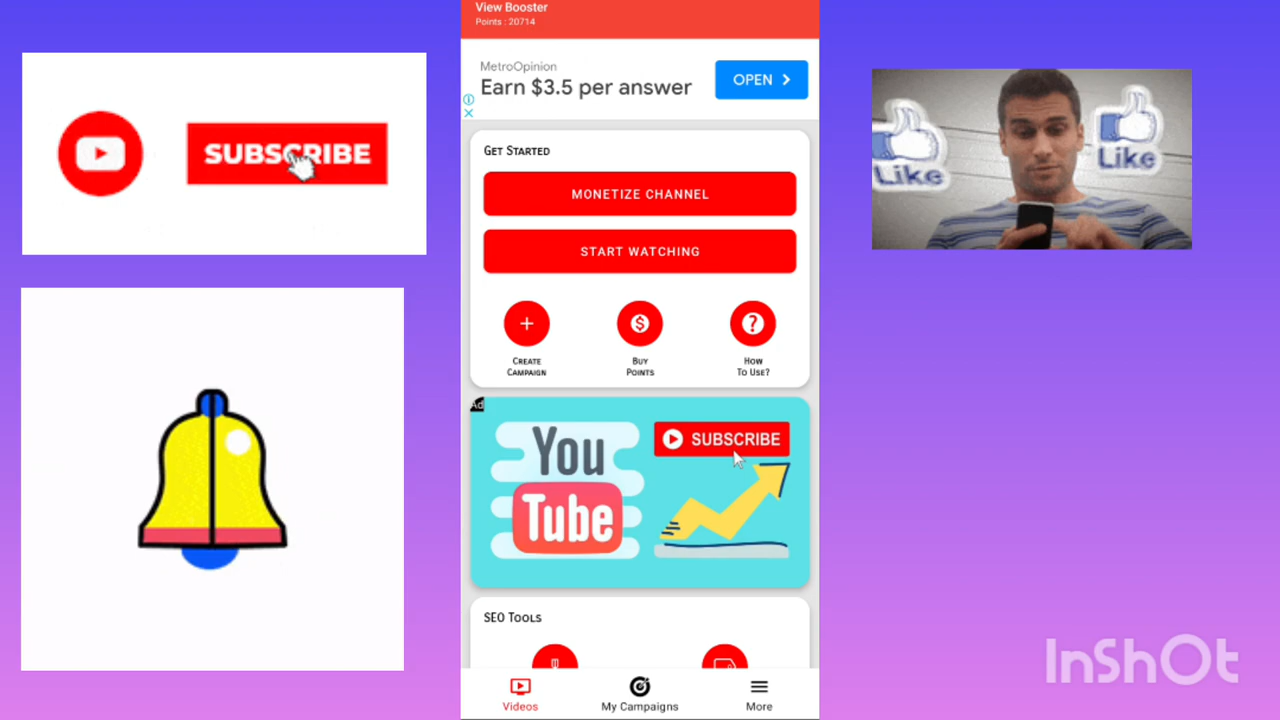 SUBSCRIBE
View Booster
Points : 20714
MetroOpinion
Earn $3.5 per answer
OPEN
Get Started
MONETIZE CHANNEL
START WATCHING
Create
Campaign
Buy
Points
How
To Use?
Ad
You
Tube
SUBSCRIBE
SEO Tools
Videos
My Campaigns
More
Like
Like
InShOt